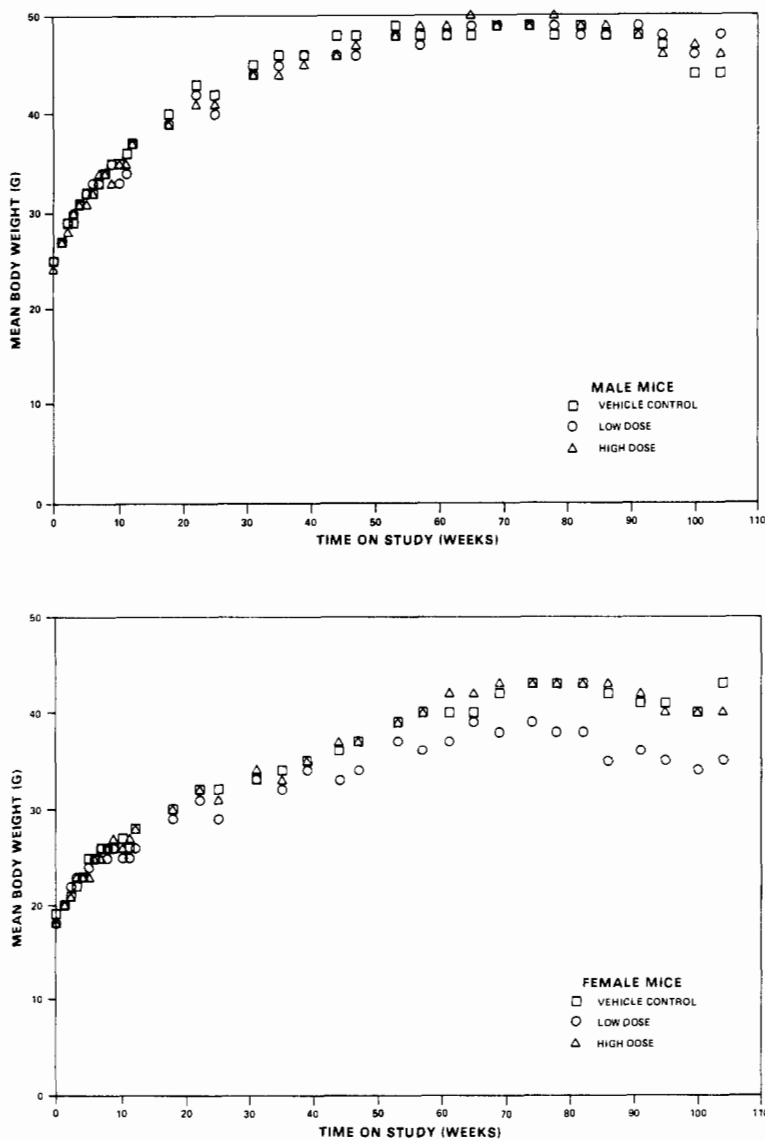 50
40
30
20
10
0
MEAN BODY WEIGHT (G)
MALE MICE
VEHICLE CONTROL
LOW DOSE
HIGH DOSE
0 10 20 30 40 50 60 70 80 90 100 110
TIME ON STUDY (WEEKS)
50
40
30
20
10
0
MEAN BODY WEIGHT (G)
FEMALE MICE
VEHICLE CONTROL
LOW DOSE
HIGH DOSE
0 10 20 30 40 50 60 70 80 90 100 110
TIME ON STUDY (WEEKS)